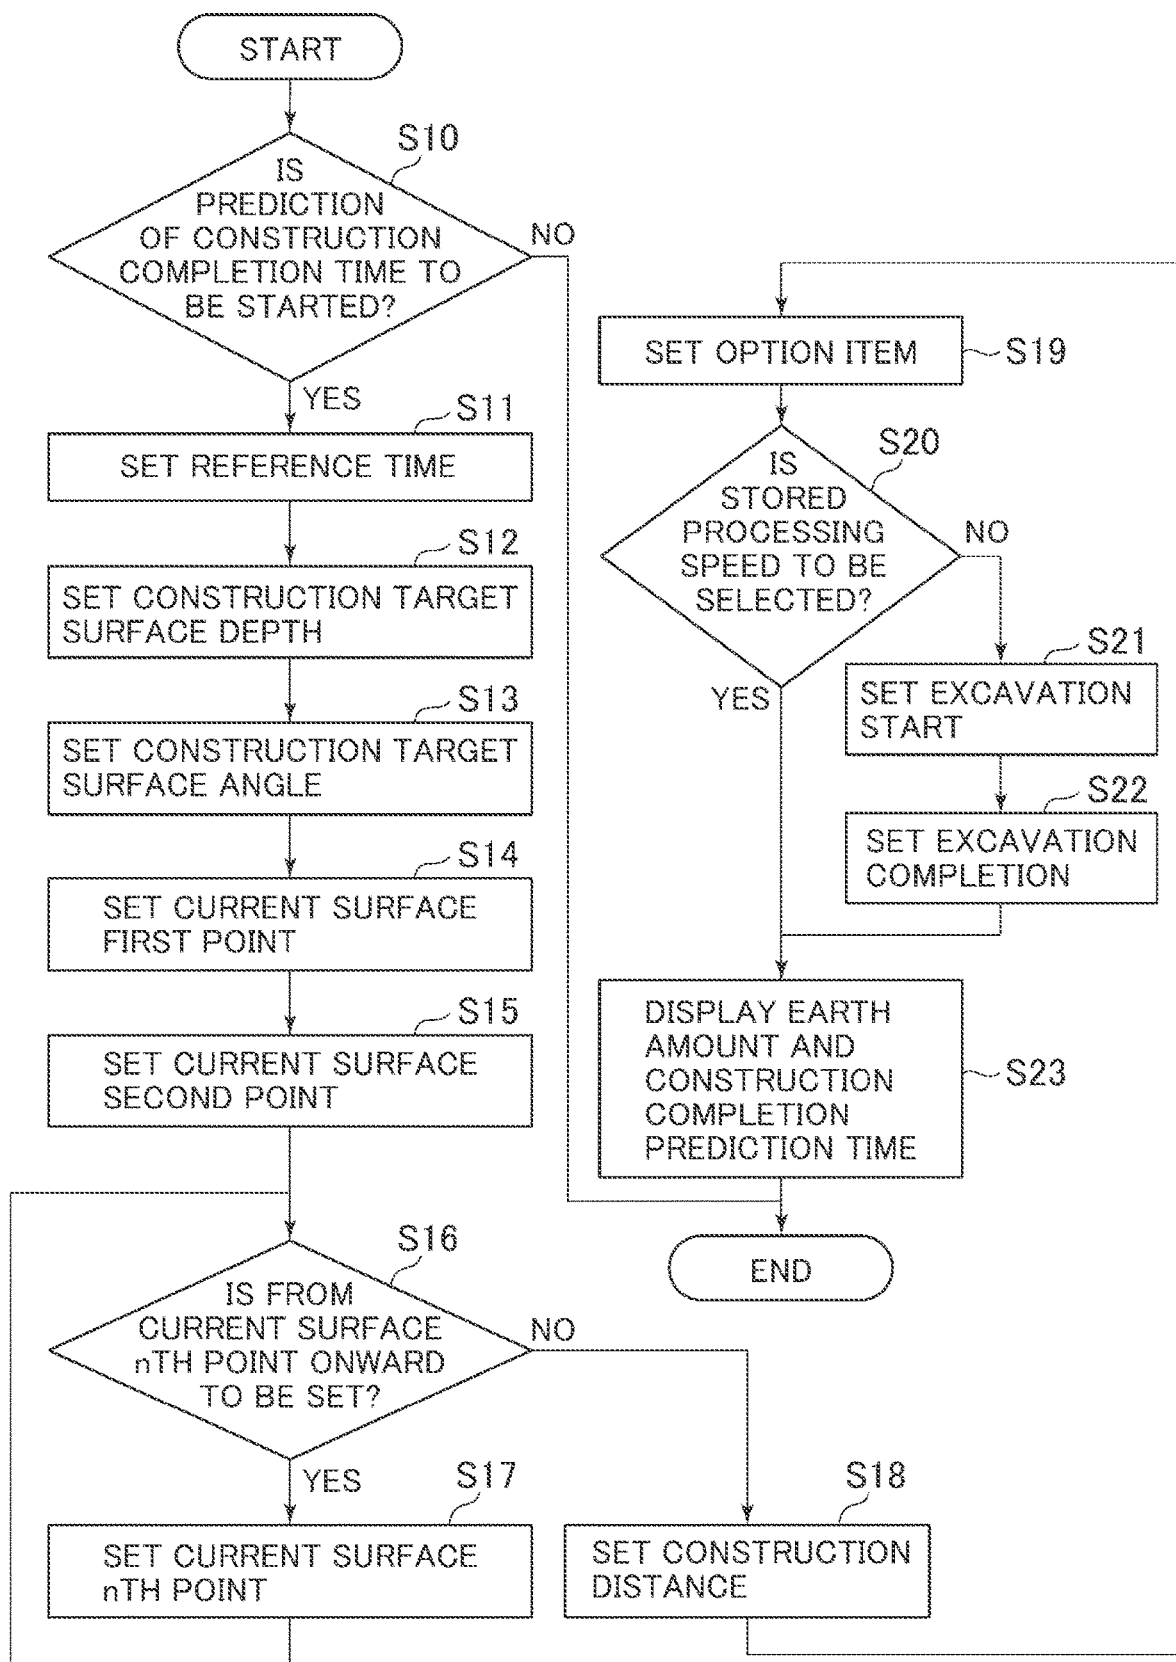 START
S10
IS
PREDICTION
OF CONSTRUCTION
COMPLETION TIME TO
BE STARTED?
NO
YES
S11
SET REFERENCE TIME
S12
SET CONSTRUCTION TARGET
SURFACE DEPTH
S13
SET CONSTRUCTION TARGET
SURFACE ANGLE
S14
SET CURRENT SURFACE
FIRST POINT
S15
SET CURRENT SURFACE
SECOND POINT
S16
IS FROM
CURRENT SURFACE
nTH POINT ONWARD
TO BE SET?
NO
YES
S17
SET CURRENT SURFACE
nTH POINT
S18
SET CONSTRUCTION
DISTANCE
SET OPTION ITEM
S19
S20
IS
STORED
PROCESSING
SPEED TO BE
SELECTED?
NO
YES
S21
SET EXCAVATION
START
S22
SET EXCAVATION
COMPLETION
DISPLAY EARTH
AMOUNT AND
CONSTRUCTION
COMPLETION
PREDICTION TIME
S23
END